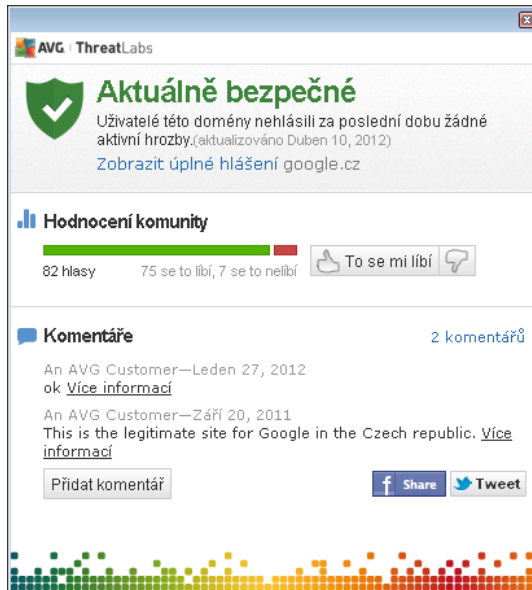 AVG ThreatLabs
Aktuálně bezpečné
Uživatelé této domény nehlásili za poslední dobu žádné
aktivní hrozby.(aktualizováno Duben 10, 2012)
Zobrazit úplné hlášení google.cz
Hodnocení komunity
82 hlasy 75 se to líbí, 7 se to nelíbí
To se mi líbí
Komentáře 2 komentářů
An AVG Customer—Leden 27, 2012
ok Více informací
An AVG Customer—Září 20, 2011
This is the legitimate site for Google in the Czech republic. Více
informací
Přidat komentář
f Share
Tweet